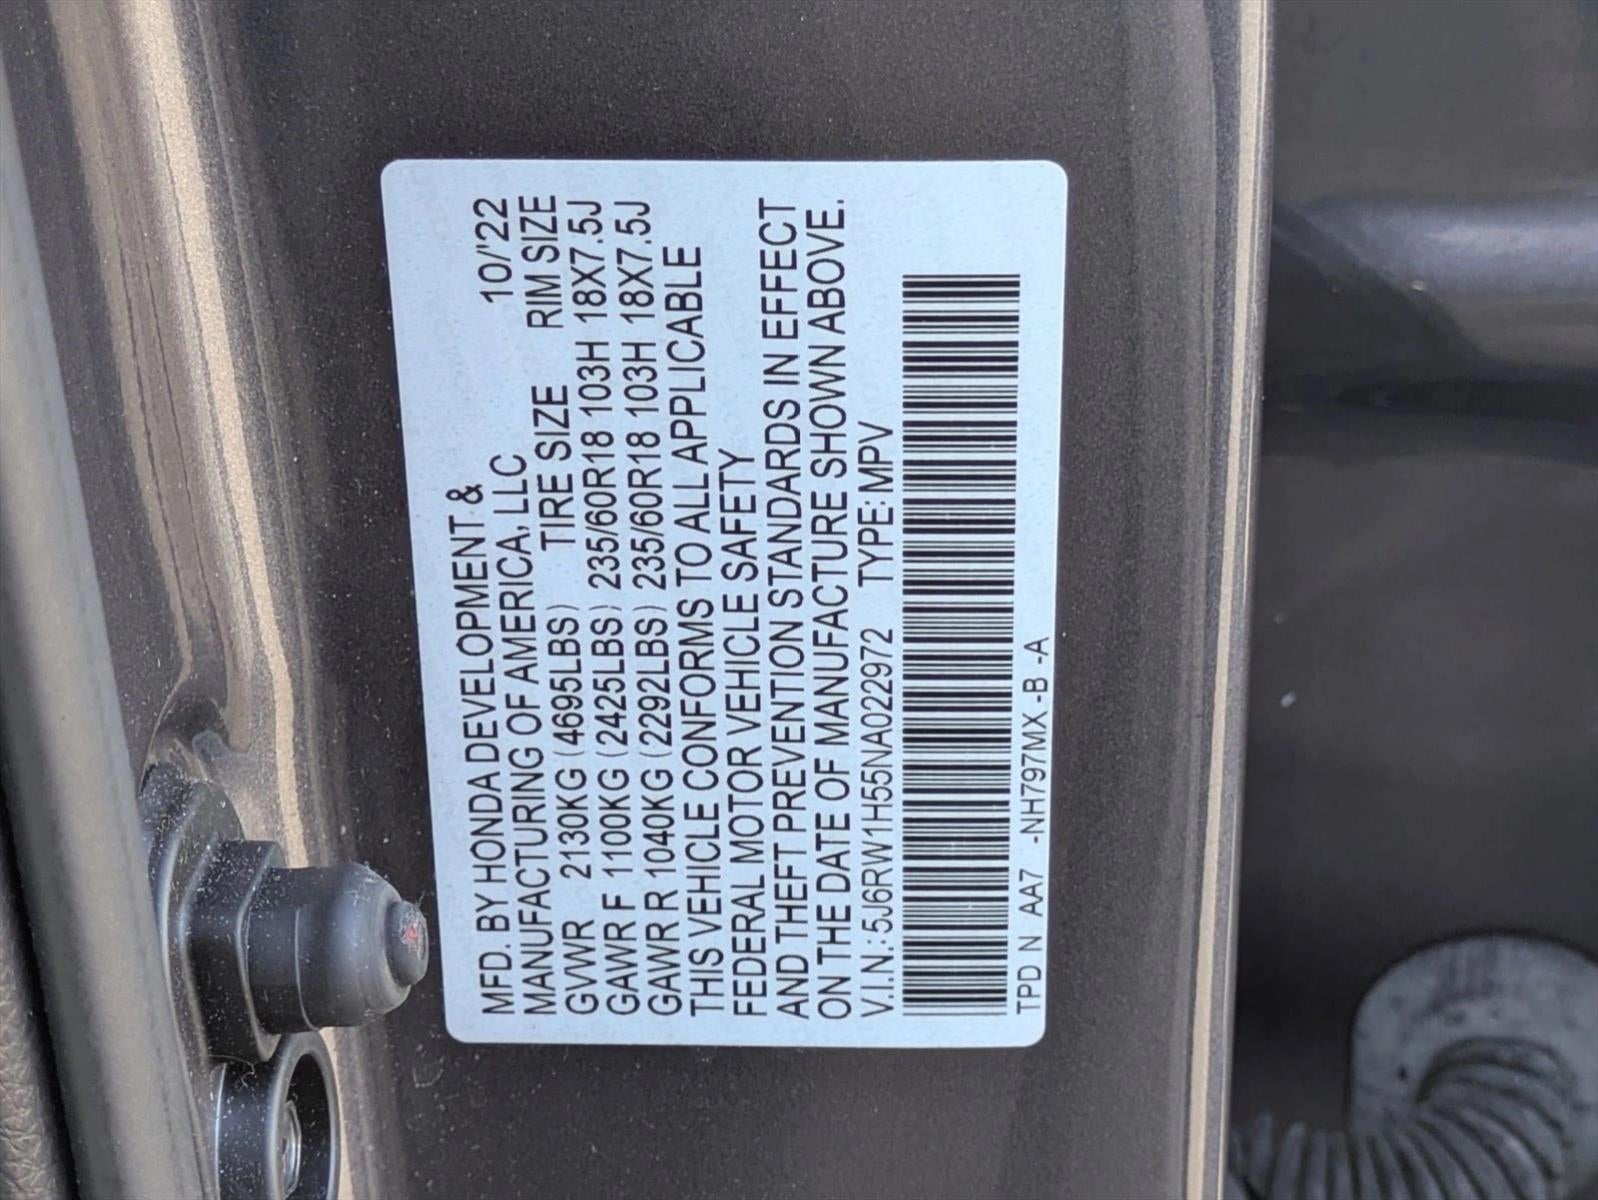 MFD. BY HONDA DEVELOPMENT &
MANUFACTURING OF AMERICA, LLC 10/'22
GVWR 2130KG (4695LBS) TIRE SIZE RIM SIZE
GAWR F 1100KG (2425LBS) 235/60R18 103H 18X7.5J
GAWR R 1040KG (2292LBS) 235/60R18 103H 18X7.5J
THIS VEHICLE CONFORMS TO ALL APPLICABLE
FEDERAL MOTOR VEHICLE SAFETY
AND THEFT PREVENTION STANDARDS IN EFFECT
ON THE DATE OF MANUFACTURE SHOWN ABOVE.
V.I.N.: 5J6RW1H55NA022972 TYPE: MPV
TPD N AA7 -NH797MX -B -A